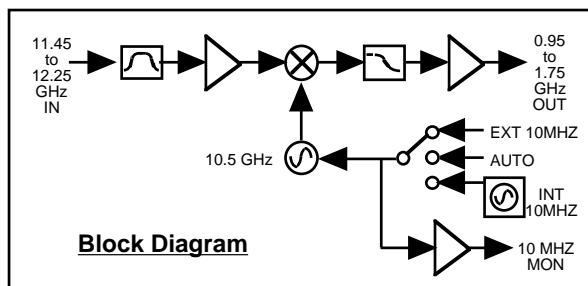 11.45
to
12.25
GHz
IN
0.95
to
1.75
GHz
OUT
EXT 10MHZ
10.5 GHz
AUTO
INT
10MHZ
Block Diagram
10 MHZ
MON